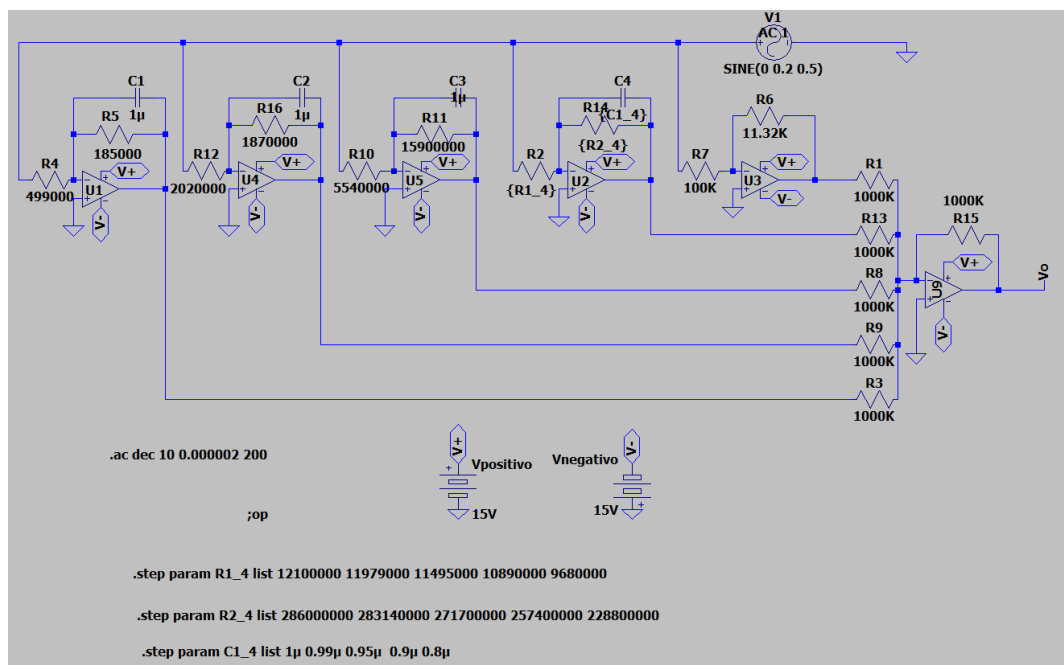 V1
AC 1
SINE(0 0.2 0.5)
C1
1µ
R5
185000
R4
499000
U1
V+
V-
C2
1µ
R16
1870000
R12
2020000
U4
V+
V-
C3
1µ
R11
15900000
R10
5540000
U5
V+
V-
C4
{C1_4}
R14
{R2_4}
R2
{R1_4}
U2
V+
V-
R6
11.32K
R7
100K
U3
V+
V-
R1
1000K
R13
1000K
R8
1000K
R9
1000K
R3
1000K
1000K
R15
U9
V+
V-
Vo
.ac dec 10 0.000002 200
;op
V+
Vpositivo
15V
V-
Vnegativo
15V
.step param R1_4 list 12100000 11979000 11495000 10890000 9680000
.step param R2_4 list 286000000 283140000 271700000 257400000 228800000
.step param C1_4 list 1µ 0.99µ 0.95µ 0.9µ 0.8µ